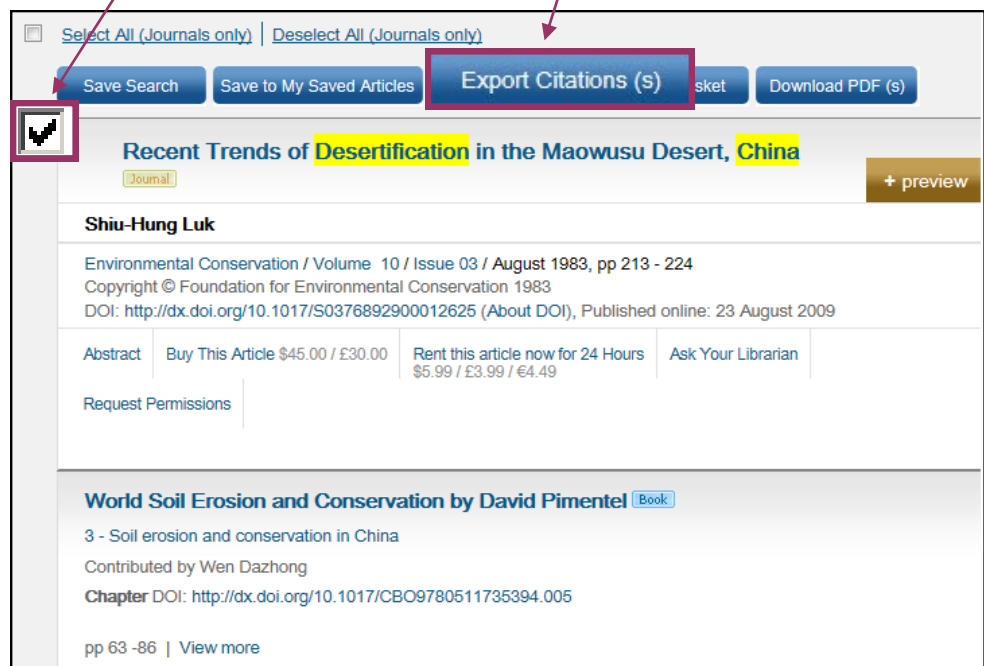 Select All (Journals only) | Deselect All (Journals only)
Save Search Save to My Saved Articles Export Citations (s) sket Download PDF (s)
Recent Trends of Desertification in the Maowusu Desert, China
Journal
+ preview
Shiu-Hung Luk
Environmental Conservation / Volume 10 / Issue 03 / August 1983, pp 213 - 224
Copyright © Foundation for Environmental Conservation 1983
DOI: http://dx.doi.org/10.1017/S0376892900012625 (About DOI), Published online: 23 August 2009
Abstract Buy This Article $45.00 / £30.00 Rent this article now for 24 Hours Ask Your Librarian
$5.99 / £3.99 / €4.49
Request Permissions
World Soil Erosion and Conservation by David Pimentel Book
3 - Soil erosion and conservation in China
Contributed by Wen Dazhong
Chapter DOI: http://dx.doi.org/10.1017/CBO9780511735394.005
pp 63 -86 | View more